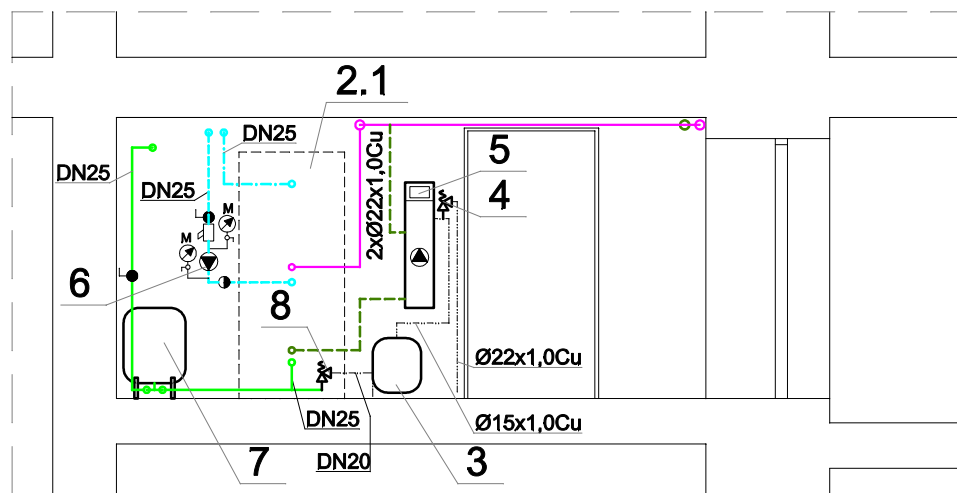 2.1
DN25
5
DN25
DN25
2xØ22x1,0Cu
4
M
M
6
8
Ø22x1,0Cu
DN25
Ø15x1,0Cu
7
DN20
3